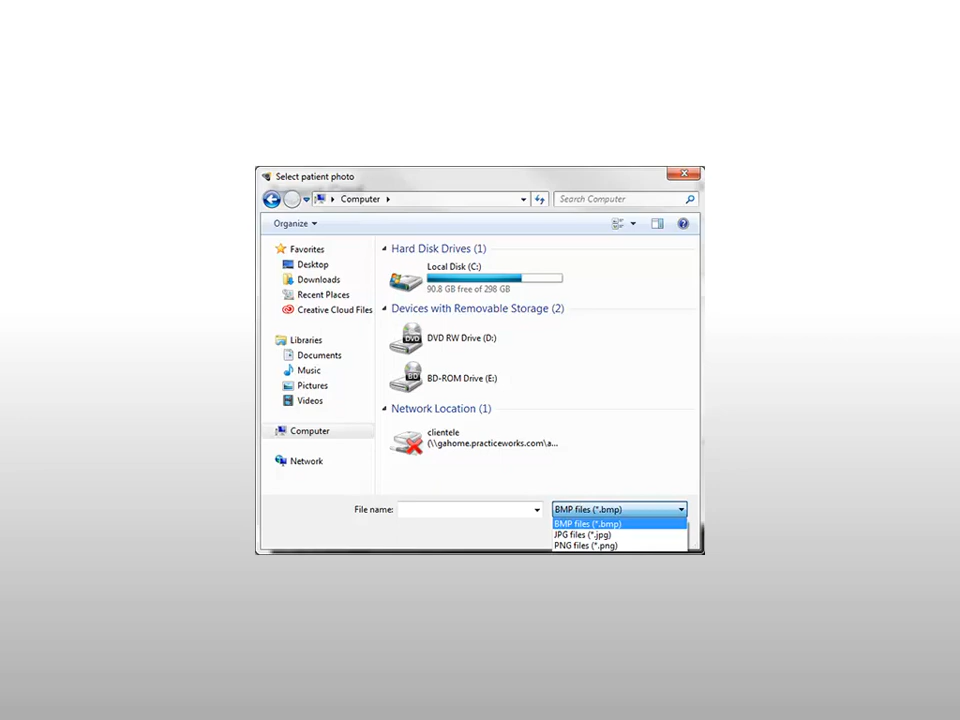 Select patient photo
Computer
Search Computer
Organize
Favorites
Desktop
Downloads
Recent Places
Creative Cloud Files
Libraries
Documents
Music
Pictures
Videos
Computer
Network
Hard Disk Drives (1)
Local Disk (C:)
90.8 GB free of 298 GB
Devices with Removable Storage (2)
DVD
DVD RW Drive (D:)
BD
BD-ROM Drive (E:)
Network Location (1)
clientele
(\\gahome.practiceworks.com\a...
File name:
BMP files (*.bmp)
BMP files (*.bmp)
JPG files (*.jpg)
PNG files (*.png)